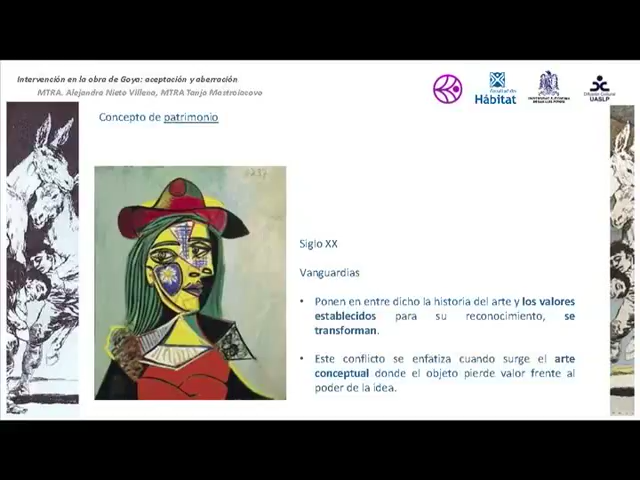 Intervención en la obra de Goya: aceptación y aberración
MTRA. Alejandra Nieto Villena, MTRA Tanja Mastroiacovo
Facultad de
Hábitat
UASLP
Concepto de patrimonio
Siglo XX
Vanguardias
• Ponen en entre dicho la historia del arte y los valores
establecidos para su reconocimiento, se
transforman.
• Este conflicto se enfatiza cuando surge el arte
conceptual donde el objeto pierde valor frente al
poder de la idea.